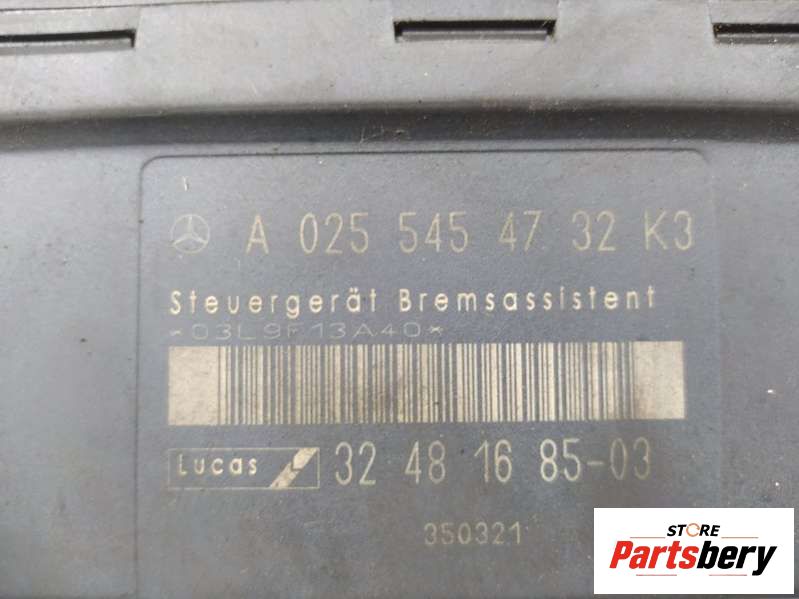 A 025 545 47 32 K3
Steuergerät Bremsassistent
*03L9F13A40*
Lucas 32 48 16 85-03
350321
STORE
Partsbery